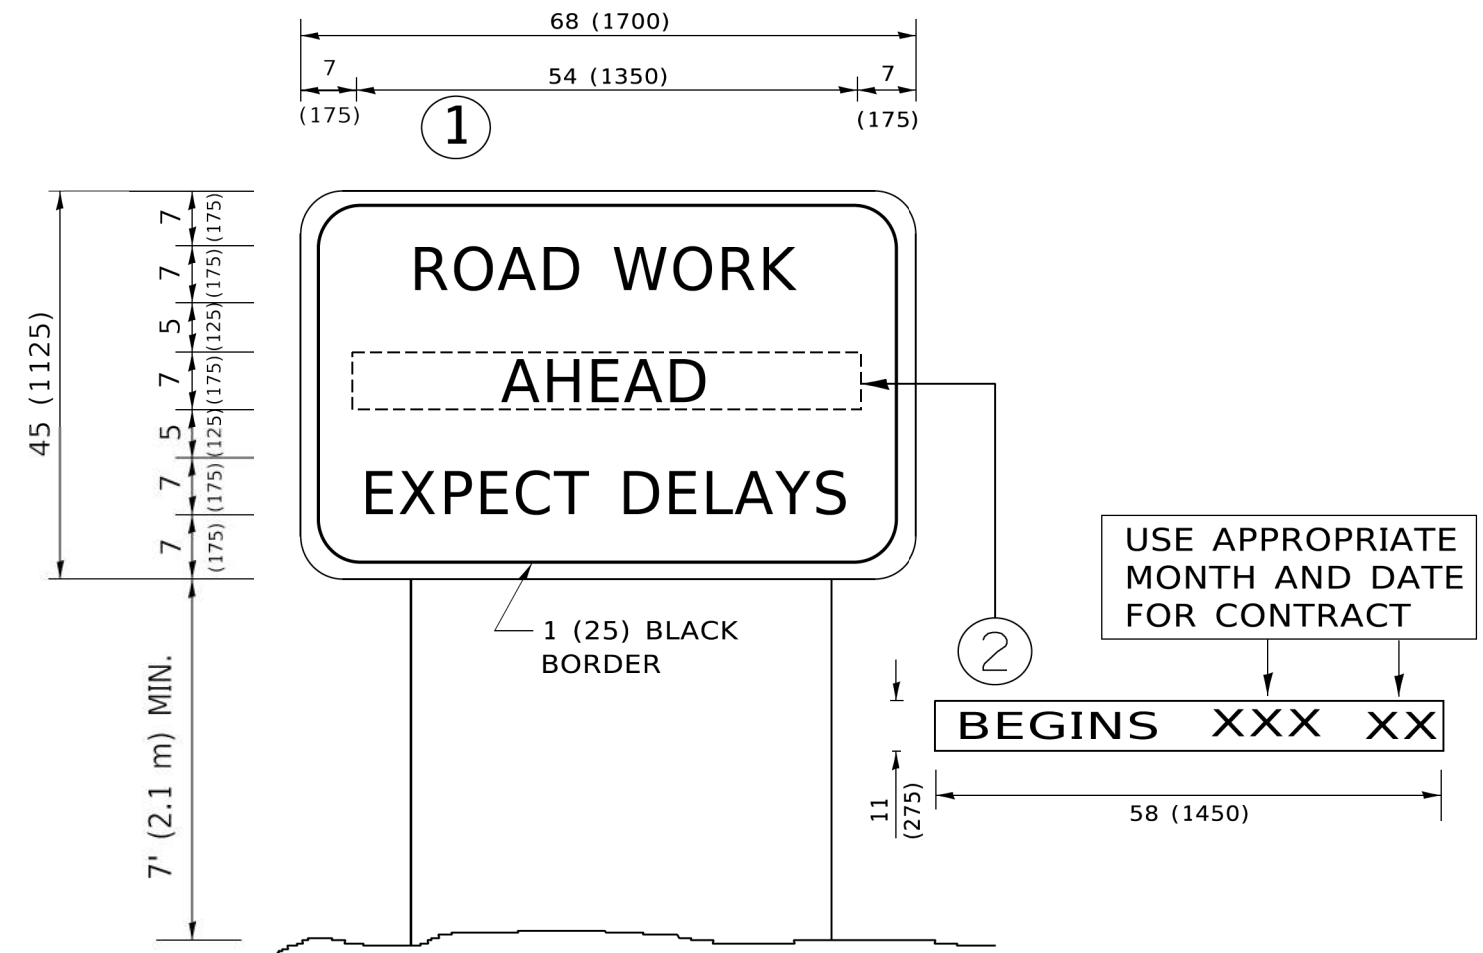 68 (1700)
7
54 (1350)
7
(175)
(175)
1
7
(175)
7
(175)
5
(125)
7
(175)
5
(125)
7
(175)
7
(175)
45 (1125)
ROAD WORK
AHEAD
EXPECT DELAYS
1 (25) BLACK
BORDER
7' (2.1 m) MIN.
2
USE APPROPRIATE
MONTH AND DATE
FOR CONTRACT
BEGINS XXX XX
11
(275)
58 (1450)